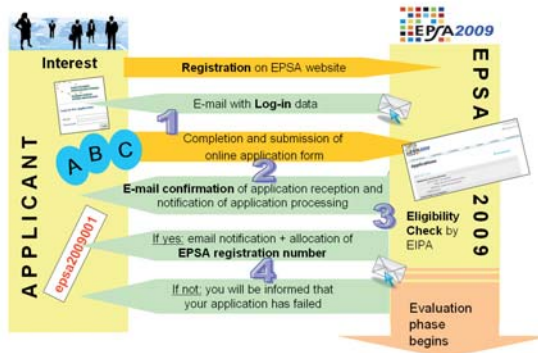 EPSA2009
Interest
Registration on EPSA website
E-mail with Log-in data
1
Completion and submission of
online application form
A B C
2
E-mail confirmation of application reception and
notification of application processing
3
Eligibility
Check by
EIPA
If yes: email notification + allocation of
EPSA registration number
epsa2009001
4
If not: you will be informed that
your application has failed
Evaluation
phase
begins
APPLICANT
EPSA 2009